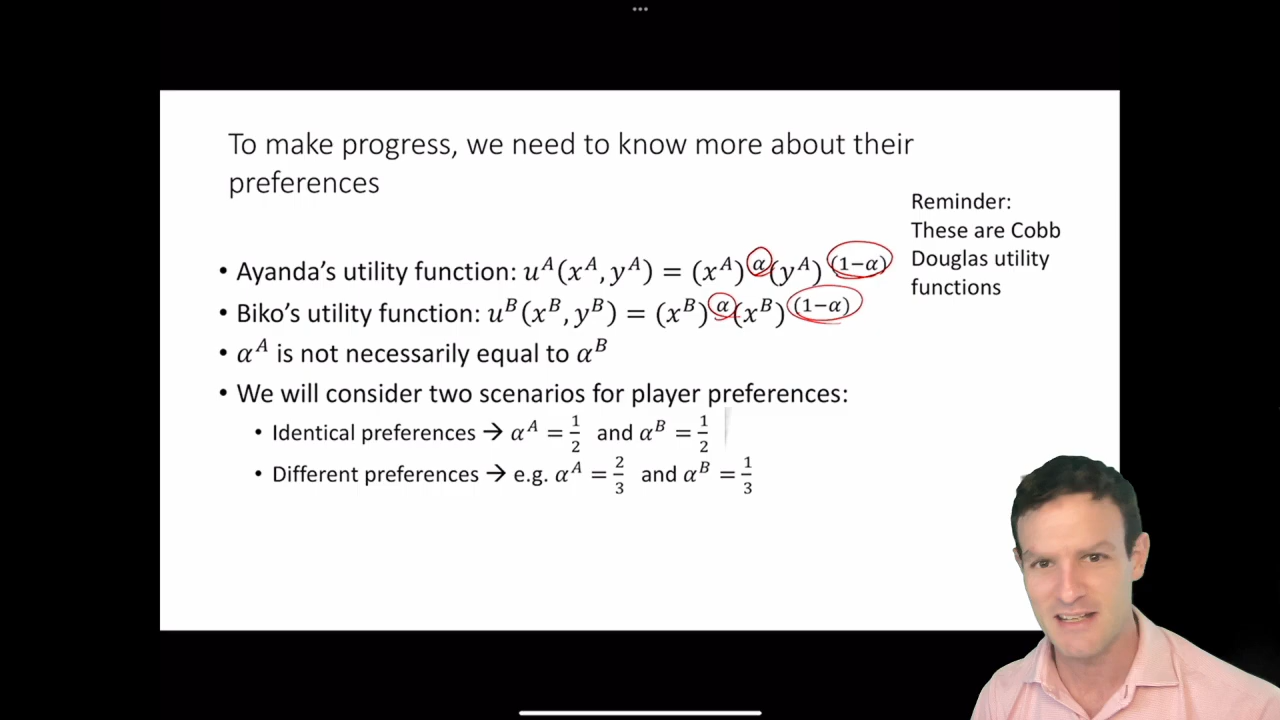 To make progress, we need to know more about their
preferences
Reminder:
These are Cobb
Douglas utility
functions
• Ayanda's utility function: u^A(x^A, y^A) = (x^A)^α(y^A)^(1−α)
• Biko's utility function: u^B(x^B, y^B) = (x^B)^α(x^B)^(1−α)
• α^A is not necessarily equal to α^B
• We will consider two scenarios for player preferences:
• Identical preferences → α^A = 1/2 and α^B = 1/2
• Different preferences → e.g. α^A = 2/3 and α^B = 1/3